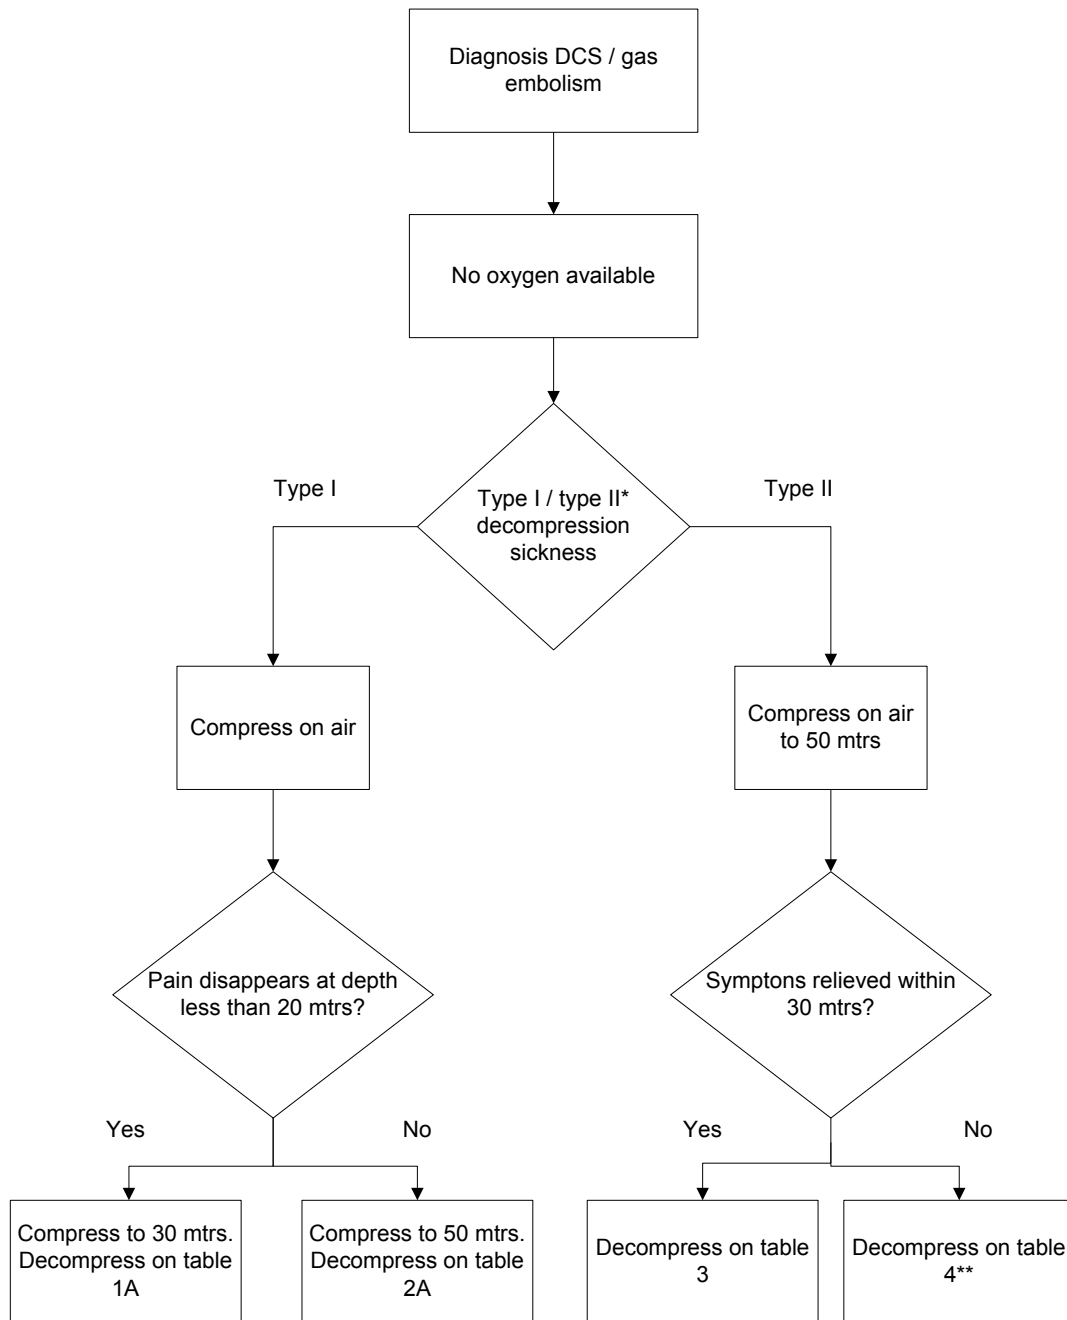 Diagnosis DCS / gas
embolism
No oxygen available
Type I
Type I / type II*
decompression
sickness
Type II
Compress on air
Compress on air
to 50 mtrs
Pain disappears at depth
less than 20 mtrs?
Symptons relieved within
30 mtrs?
Yes
No
Yes
No
Compress to 30 mtrs.
Decompress on table
1A
Compress to 50 mtrs.
Decompress on table
2A
Decompress on table
3
Decompress on table
4**